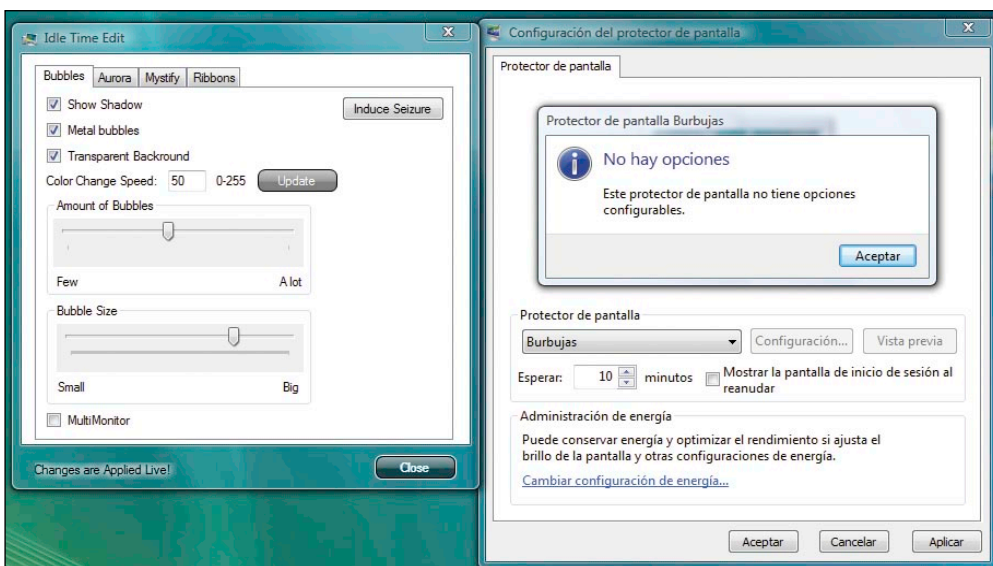 Idle Time Edit
Bubbles Aurora Mystify Ribbons
Show Shadow
Induce Seizure
Metal bubbles
Transparent Backround
Color Change Speed: 50 0-255 Update
Amount of Bubbles
Few A lot
Bubble Size
Small Big
MultiMonitor
Changes are Applied Live!
Close
Configuración del protector de pantalla
Protector de pantalla
Protector de pantalla Burbujas
No hay opciones
Este protector de pantalla no tiene opciones
configurables.
Aceptar
Protector de pantalla
Burbujas Configuración... Vista previa
Esperar: 10 minutos Mostrar la pantalla de inicio de sesión al
reanudar
Administración de energía
Puede conservar energía y optimizar el rendimiento si ajusta el
brillo de la pantalla y otras configuraciones de energía.
Cambiar configuración de energía...
Aceptar Cancelar Aplicar